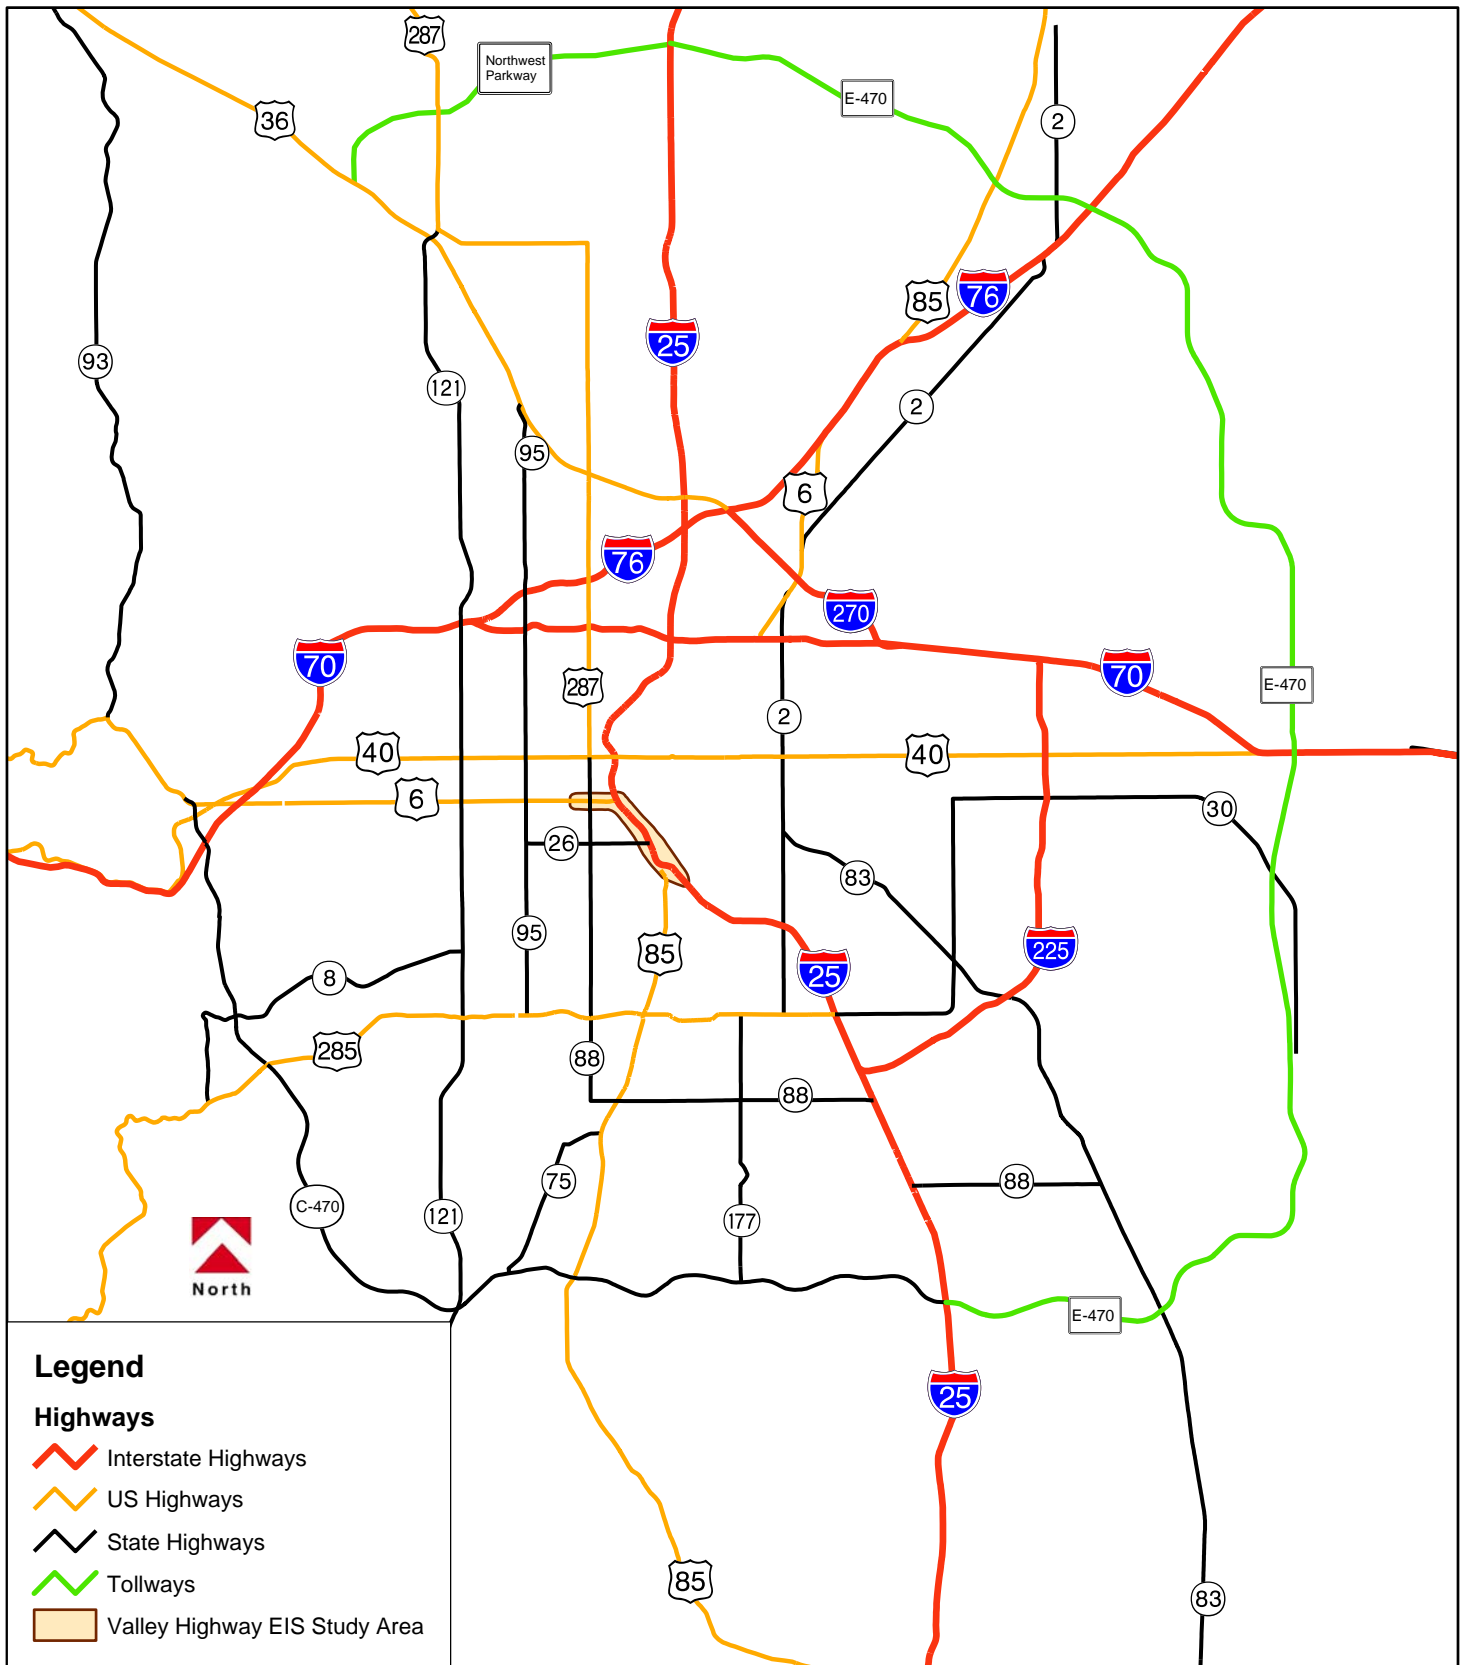 287
Northwest
Parkway
E-470
36
2
76
85
25
93
121
2
95
6
76
270
70
70
287
E-470
2
40
40
6
30
26
83
95
85
225
25
8
285
88
88
75
88
C-470
121
177
North
E-470
Legend
25
Highways
Interstate Highways
US Highways
State Highways
Tollways
85
83
Valley Highway EIS Study Area